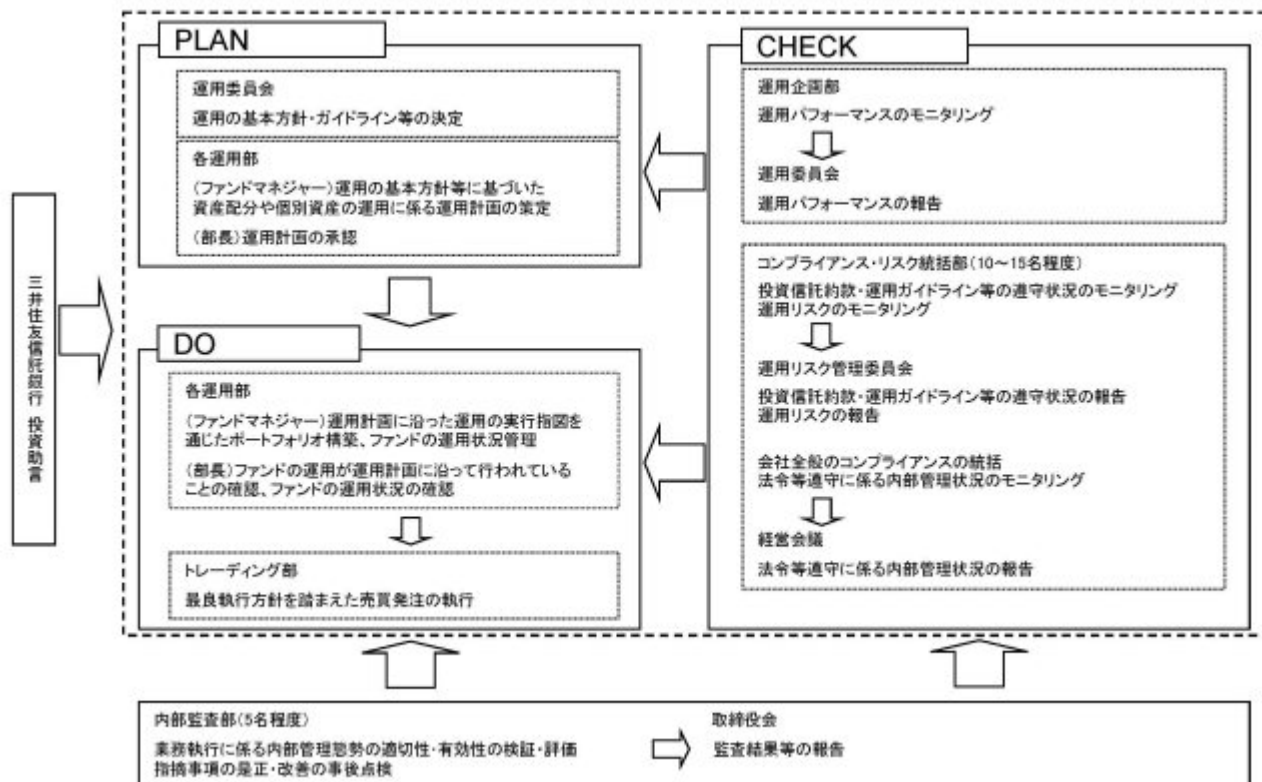 三井住友信託銀行 投資助言
PLAN
運用委員会
運用の基本方針・ガイドライン等の決定
各運用部
(ファンドマネジャー)運用の基本方針等に基づいた
資産配分や個別資産の運用に係る運用計画の策定
(部長)運用計画の承認
DO
各運用部
(ファンドマネジャー)運用計画に沿った運用の実行指図を
通じたポートフォリオ構築、ファンドの運用状況管理
(部長)ファンドの運用が運用計画に沿って行われている
ことの確認、ファンドの運用状況の確認
トレーディング部
最良執行方針を踏まえた売買発注の執行
CHECK
運用企画部
運用パフォーマンスのモニタリング
運用委員会
運用パフォーマンスの報告
コンプライアンス・リスク統括部(10〜15名程度)
投資信託約款・運用ガイドライン等の遵守状況のモニタリング
運用リスクのモニタリング
運用リスク管理委員会
投資信託約款・運用ガイドライン等の遵守状況の報告
運用リスクの報告
会社全般のコンプライアンスの統括
法令等遵守に係る内部管理状況のモニタリング
経営会議
法令等遵守に係る内部管理状況の報告
内部監査部(5名程度)
業務執行に係る内部管理態勢の適切性・有効性の検証・評価
指摘事項の是正・改善の事後点検
取締役会
監査結果等の報告